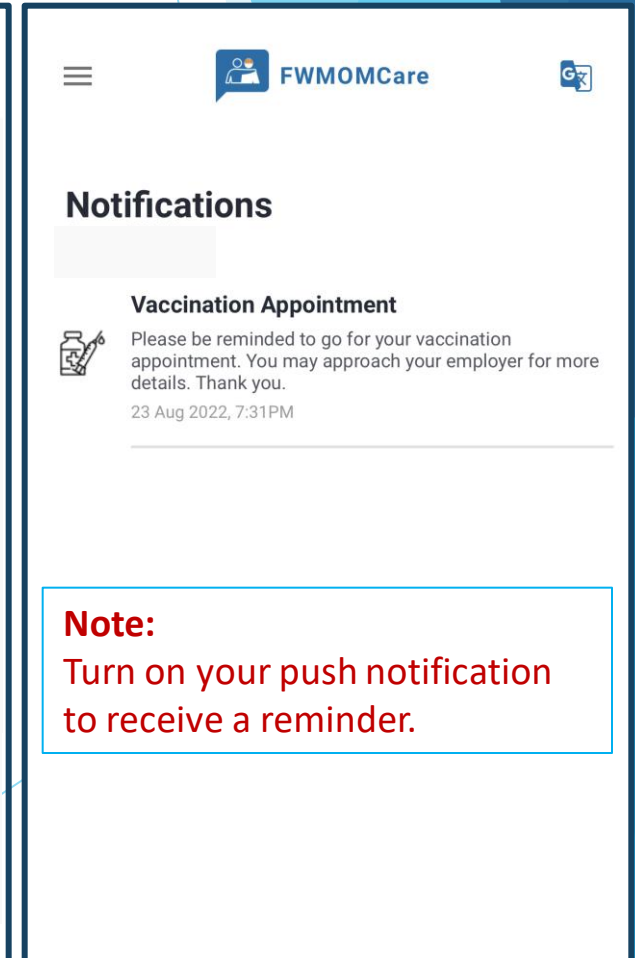 FWMOMCare
Notifications
Vaccination Appointment
Please be reminded to go for your vaccination
appointment. You may approach your employer for more
details. Thank you.
23 Aug 2022, 7:31PM
Note:
Turn on your push notification
to receive a reminder.